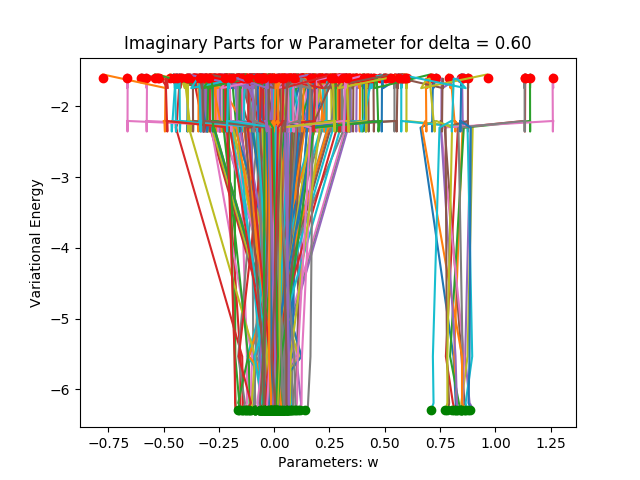 Imaginary Parts for w Parameter for delta = 0.60
Variational Energy
−2
−3
−4
−5
−6
−0.75 −0.50 −0.25 0.00 0.25 0.50 0.75 1.00 1.25
Parameters: w